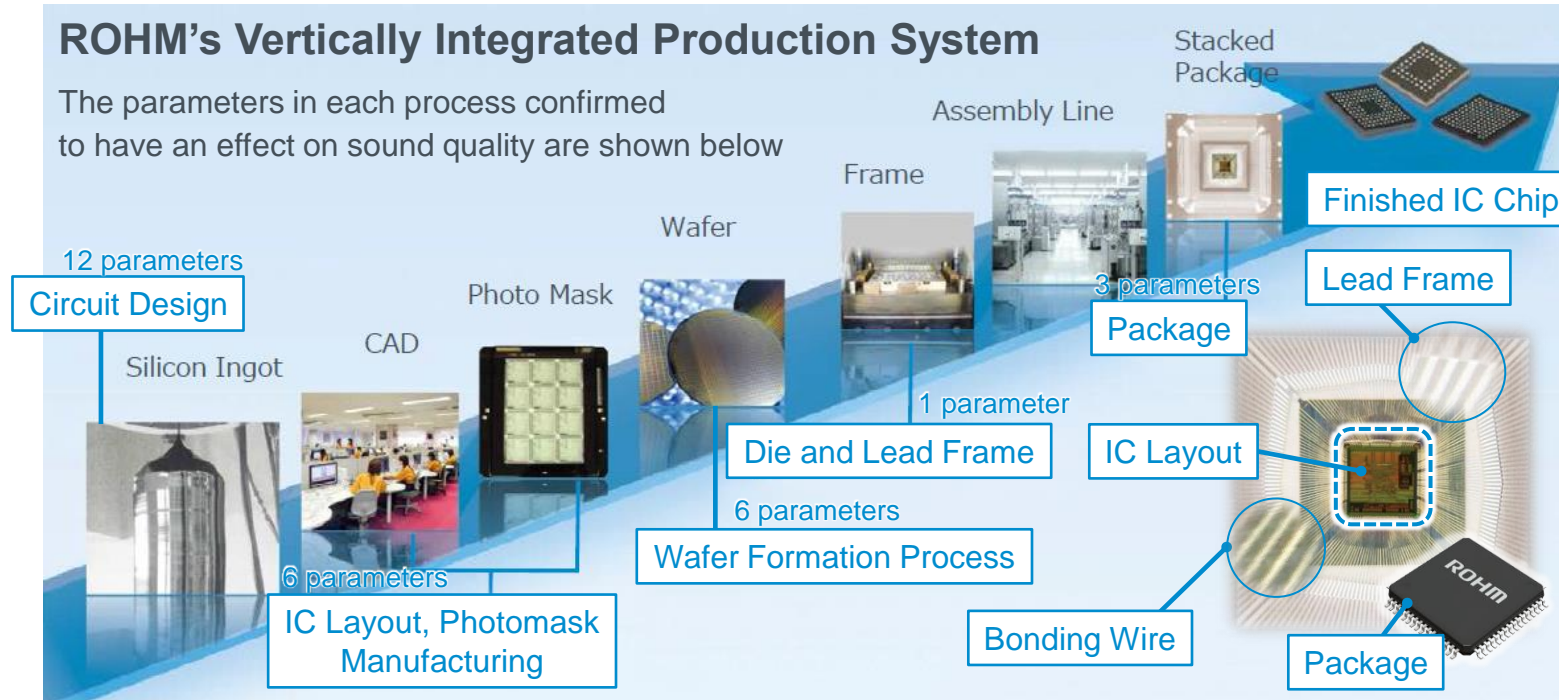 ROHM's Vertically Integrated Production System
The parameters in each process confirmed
to have an effect on sound quality are shown below
Stacked
Package
Assembly Line
Frame
Finished IC Chip
Wafer
12 parameters
Circuit Design
Lead Frame
3 parameters
Package
Photo Mask
CAD
Silicon Ingot
1 parameter
Die and Lead Frame
IC Layout
6 parameters
Wafer Formation Process
6 parameters
IC Layout, Photomask
Manufacturing
ROHM
Bonding Wire
Package